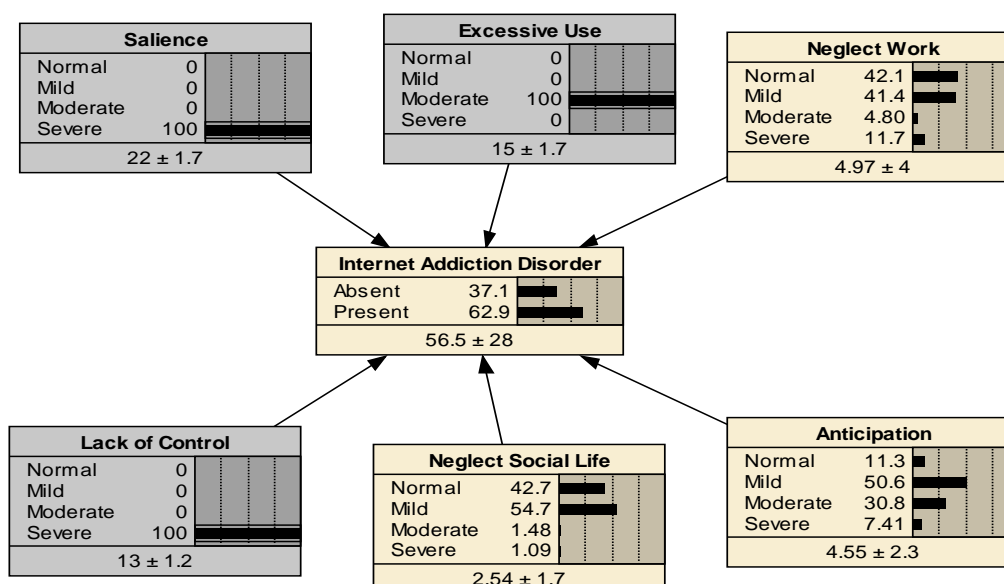 Salience
Normal 0
Mild 0
Moderate 0
Severe 100
22 ± 1.7
Excessive Use
Normal 0
Mild 0
Moderate 100
Severe 0
15 ± 1.7
Neglect Work
Normal 42.1
Mild 41.4
Moderate 4.80
Severe 11.7
4.97 ± 4
Internet Addiction Disorder
Absent 37.1
Present 62.9
56.5 ± 28
Lack of Control
Normal 0
Mild 0
Moderate 0
Severe 100
13 ± 1.2
Neglect Social Life
Normal 42.7
Mild 54.7
Moderate 1.48
Severe 1.09
2.54 ± 1.7
Anticipation
Normal 11.3
Mild 50.6
Moderate 30.8
Severe 7.41
4.55 ± 2.3